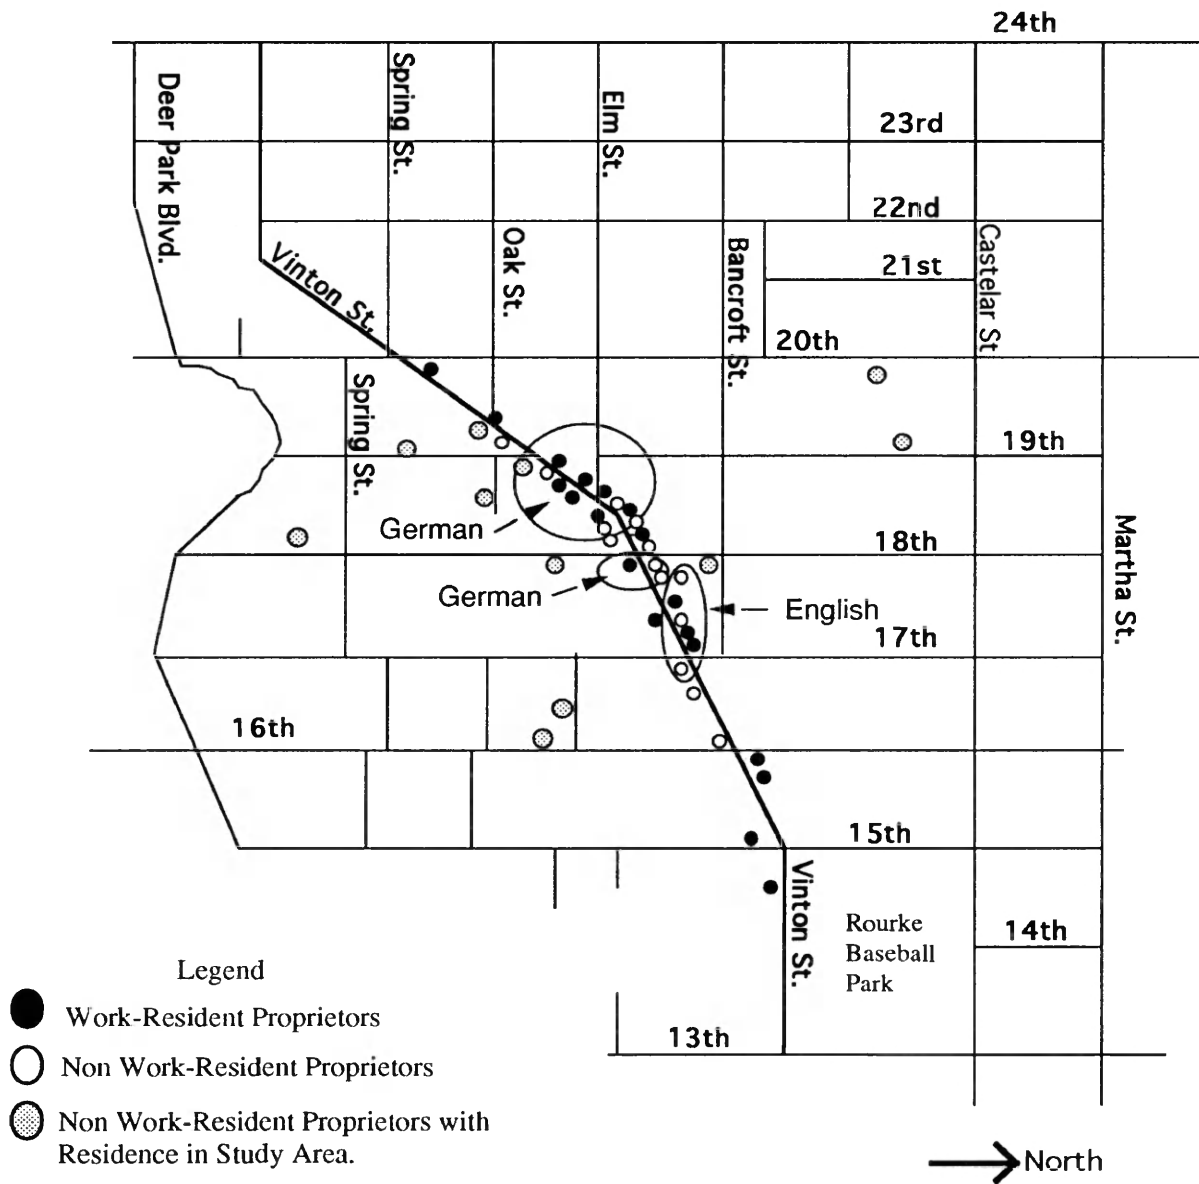 24th
Deer Park Blvd.
Spring St.
Elm St.
23rd
22nd
Vinton St.
Oak St.
Bancroft St.
21st
Castelar St
20th
Spring St.
19th
German
18th
Martha St.
German
English
17th
16th
15th
Vinton St.
Rourke
Baseball
Park
14th
Legend
Work-Resident Proprietors
13th
Non Work-Resident Proprietors
Non Work-Resident Proprietors with
Residence in Study Area.
North